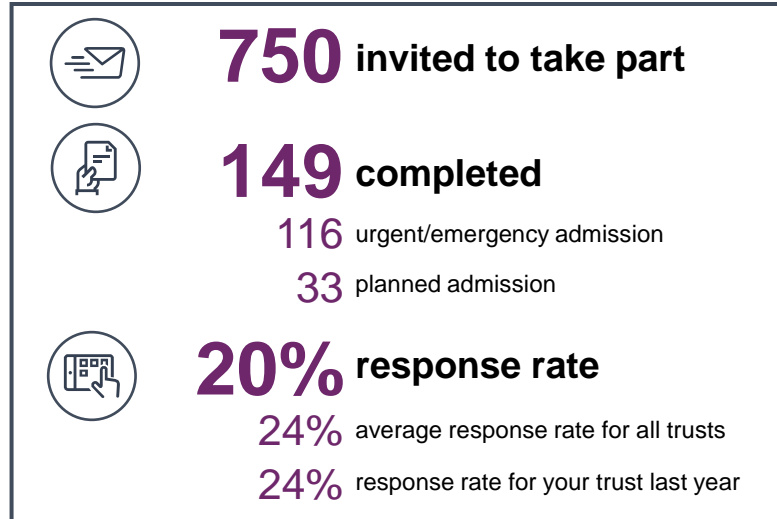 750 invited to take part
149 completed
116 urgent/emergency admission
33 planned admission
20% response rate
24% average response rate for all trusts
24% response rate for your trust last year